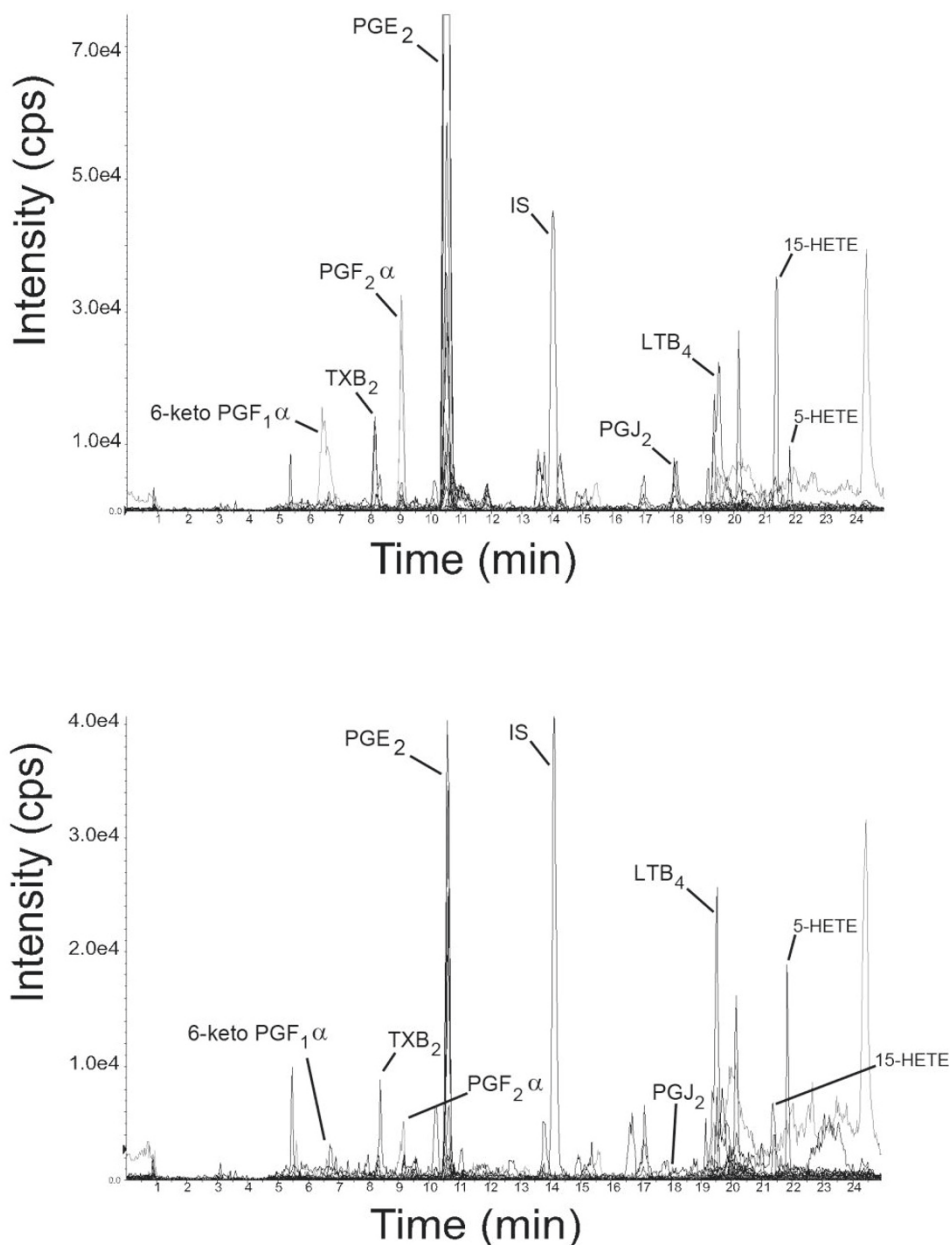 PGE2
7.0e4
5.0e4
3.0e4
1.0e4
0.0
Intensity (cps)
IS
15-HETE
PGF2 α
LTB4
TXB2
6-keto PGF1 α
5-HETE
PGJ2
1 2 3 4 5 6 7 8 9 10 11 12 13 14 15 16 17 18 19 20 21 22 23 24
Time (min)
4.0e4
3.0e4
2.0e4
1.0e4
0.0
Intensity (cps)
PGE2
IS
LTB4
5-HETE
6-keto PGF1 α
TXB2
15-HETE
PGF2 α
PGJ2
1 2 3 4 5 6 7 8 9 10 11 12 13 14 15 16 17 18 19 20 21 22 23 24
Time (min)